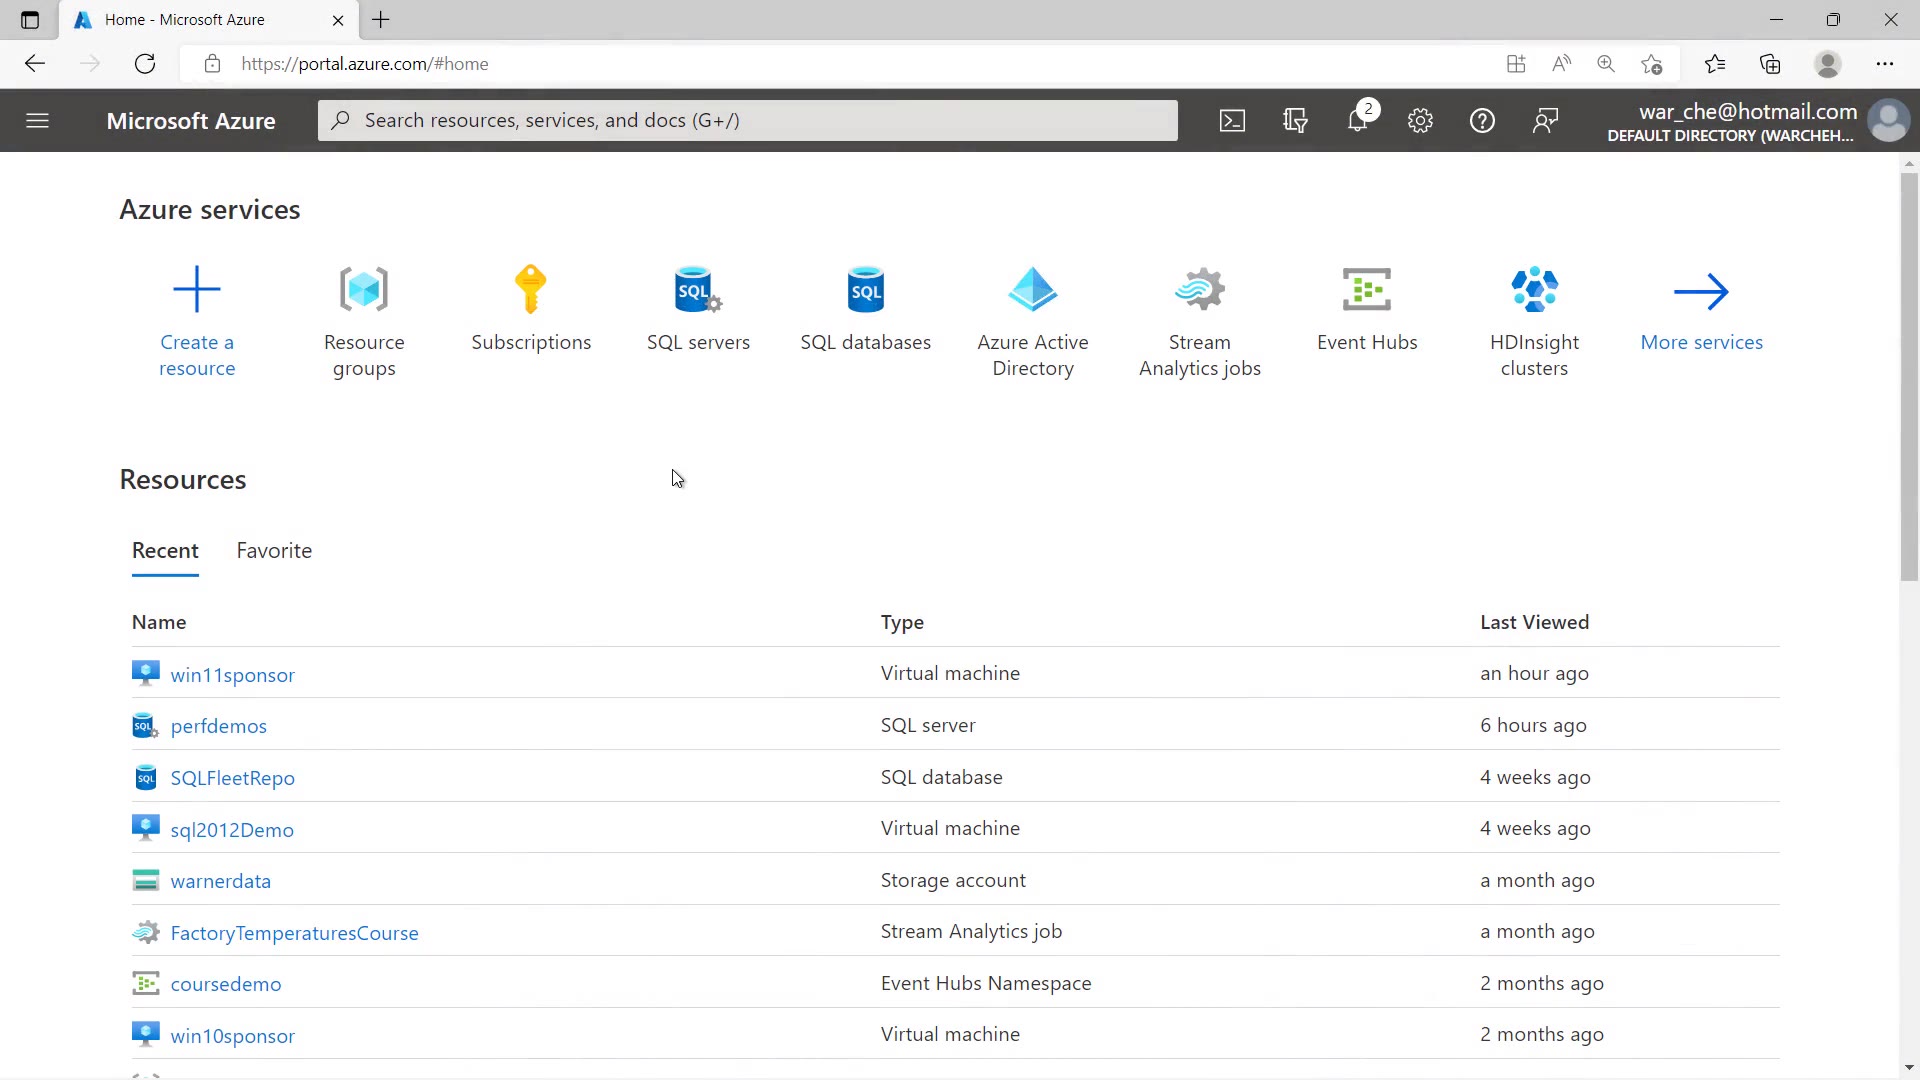 Home - Microsoft Azure
https://portal.azure.com/#home
Microsoft Azure
Search resources, services, and docs (G+/)
2
war_che@hotmail.com
DEFAULT DIRECTORY (WARCHEH...
Azure services
Create a
resource
Resource
groups
Subscriptions
SQL
SQL servers
SQL
SQL databases
Azure Active
Directory
Stream
Analytics jobs
Event Hubs
HDInsight
clusters
More services
Resources
Recent Favorite
Name Type Last Viewed
win11sponsor Virtual machine an hour ago
SQL perfdemos SQL server 6 hours ago
SQL SQLFleetRepo SQL database 4 weeks ago
sql2012Demo Virtual machine 4 weeks ago
warnerdata Storage account a month ago
FactoryTemperaturesCourse Stream Analytics job a month ago
coursedemo Event Hubs Namespace 2 months ago
win10sponsor Virtual machine 2 months ago